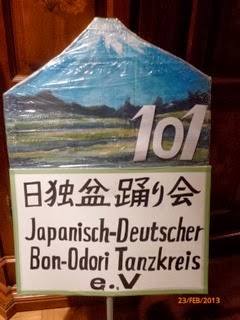 101
日独盆踊り会
Japanisch-Deutscher
Bon-Odori Tanzkreis
e.V
23/FEB/2013